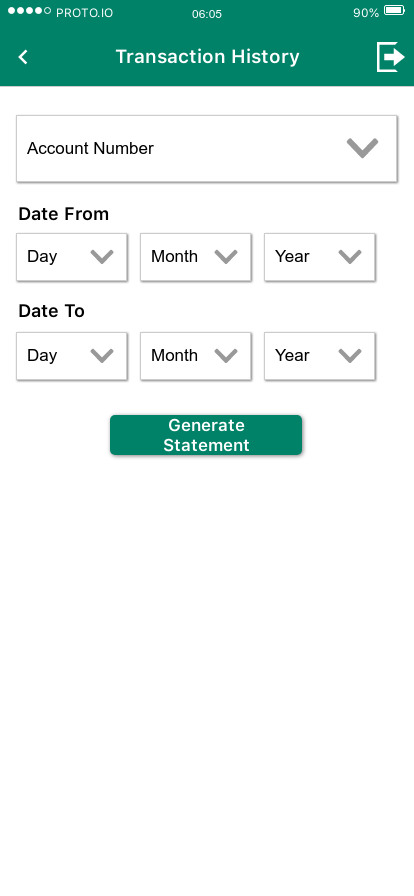 PROTO.IO 06:05 90%
Transaction History
Account Number
Date From
Day Month Year
Date To
Day Month Year
Generate
Statement